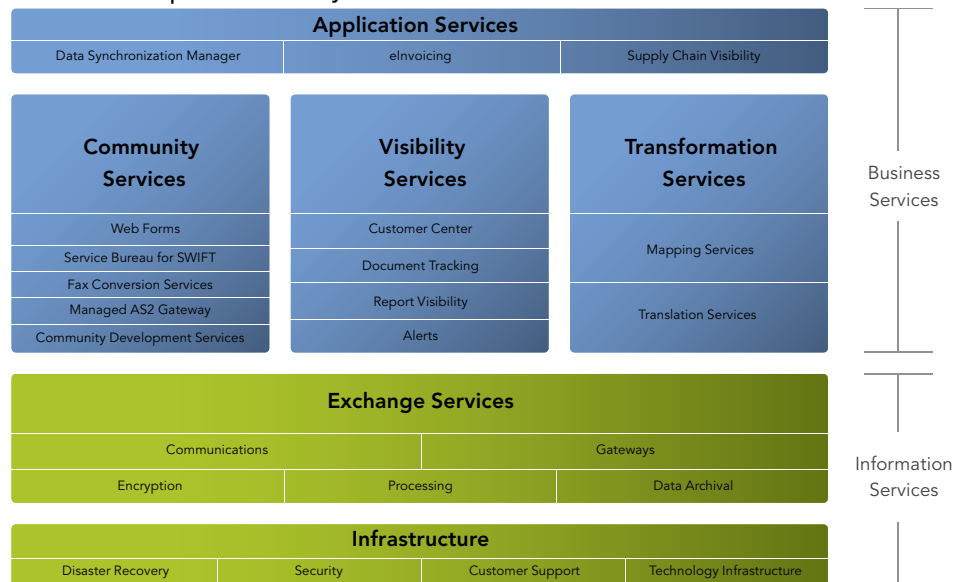 Application Services
Data Synchronization Manager
eInvoicing
Supply Chain Visibility
Community
Services
Web Forms
Service Bureau for SWIFT
Fax Conversion Services
Managed AS2 Gateway
Community Development Services
Visibility
Services
Customer Center
Document Tracking
Report Visibility
Alerts
Transformation
Services
Mapping Services
Translation Services
Business
Services
Exchange Services
Communications
Gateways
Encryption
Processing
Data Archival
Information
Services
Infrastructure
Disaster Recovery
Security
Customer Support
Technology Infrastructure